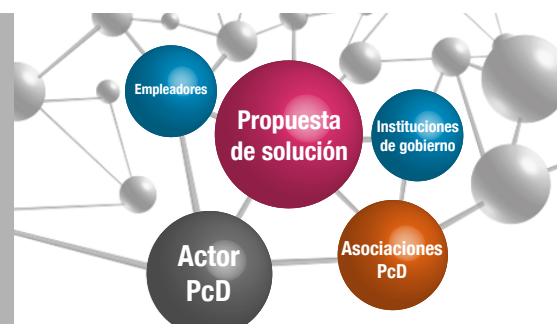 Empleadores
Propuesta
de solución
Instituciones
de gobierno
Actor
PcD
Asociaciones
PcD